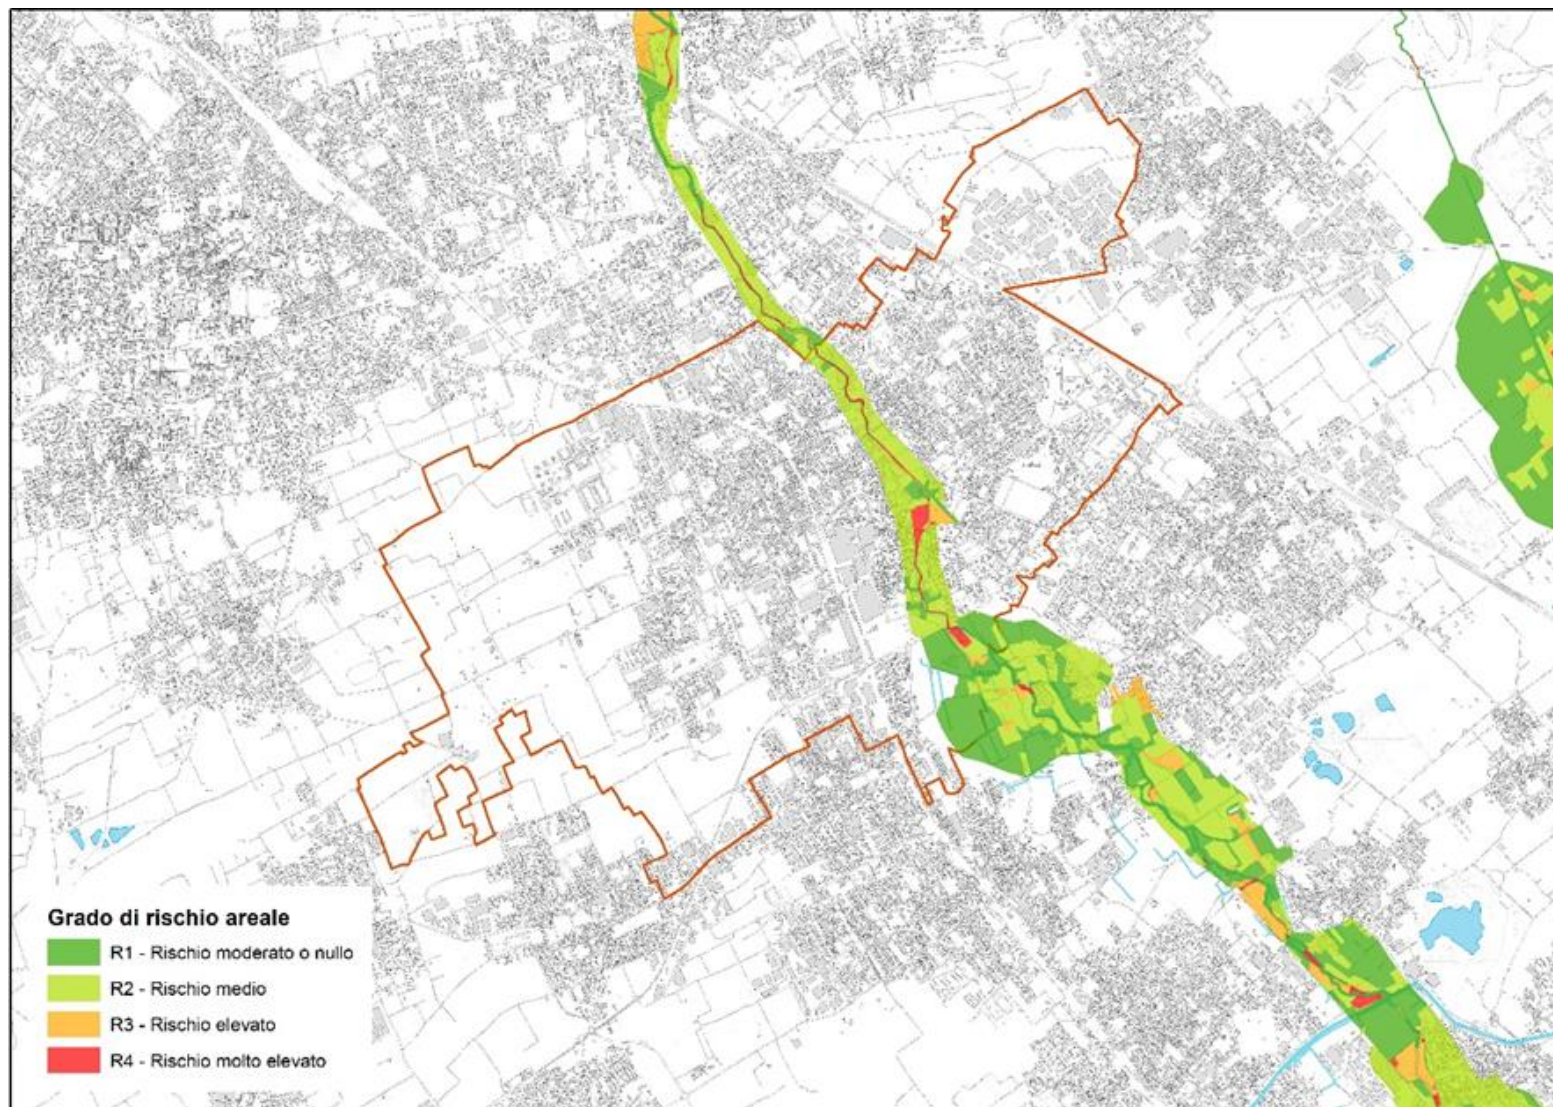 Grado di rischio areale
R1 - Rischio moderato o nullo
R2 - Rischio medio
R3 - Rischio elevato
R4 - Rischio molto elevato